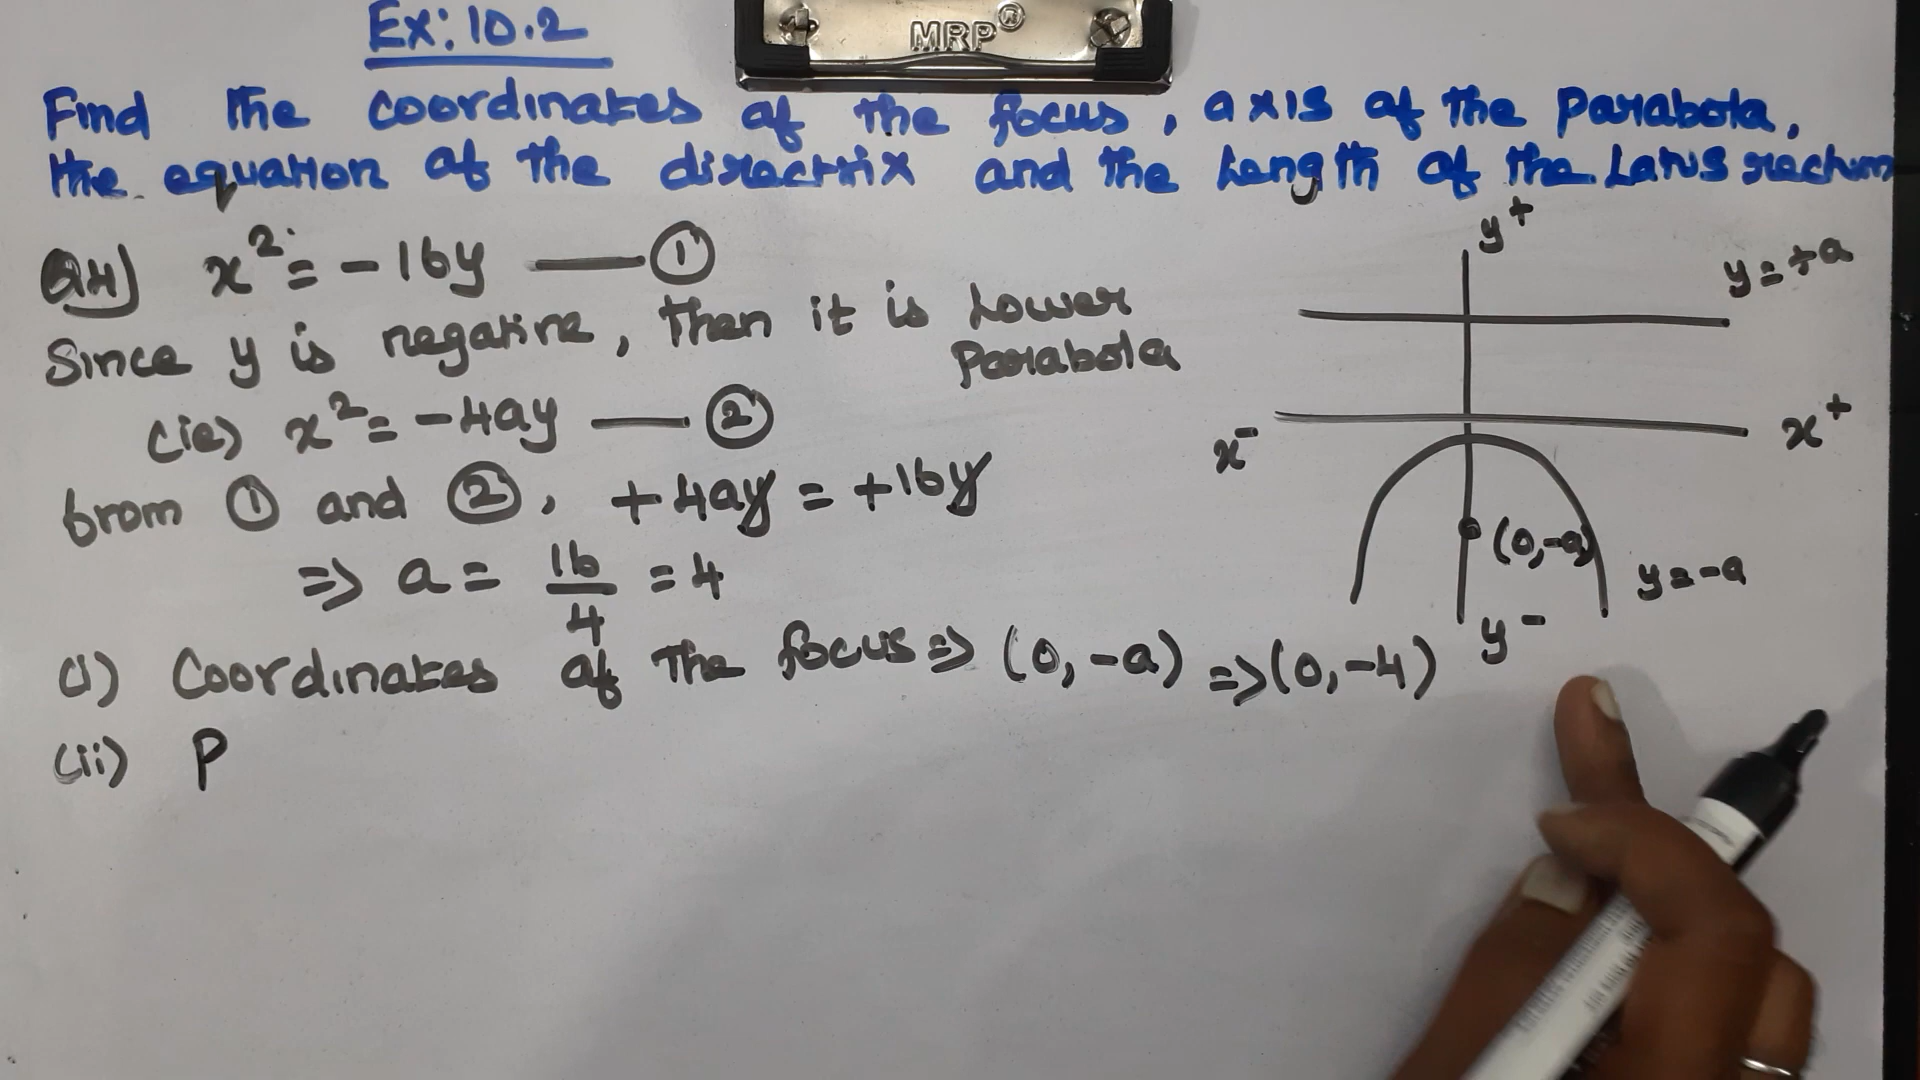 Ex: 10.2
MRP®
Find the coordinates of the focus, axis of the parabola,
the equation of the directrix and the length of the Latus rectum
Q4) x² = -16y —— ①
Since y is negative, then it is Lower
Parabola
(ie) x² = -4ay —— ②
from ① and ②, +4ay = +16y
=> a = 16/4 = 4
(i) Coordinates of the focus => (0, -a) => (0, -4)
(ii) P
y+
y = +a
x-
x+
(0, -a)
y = -a
y-